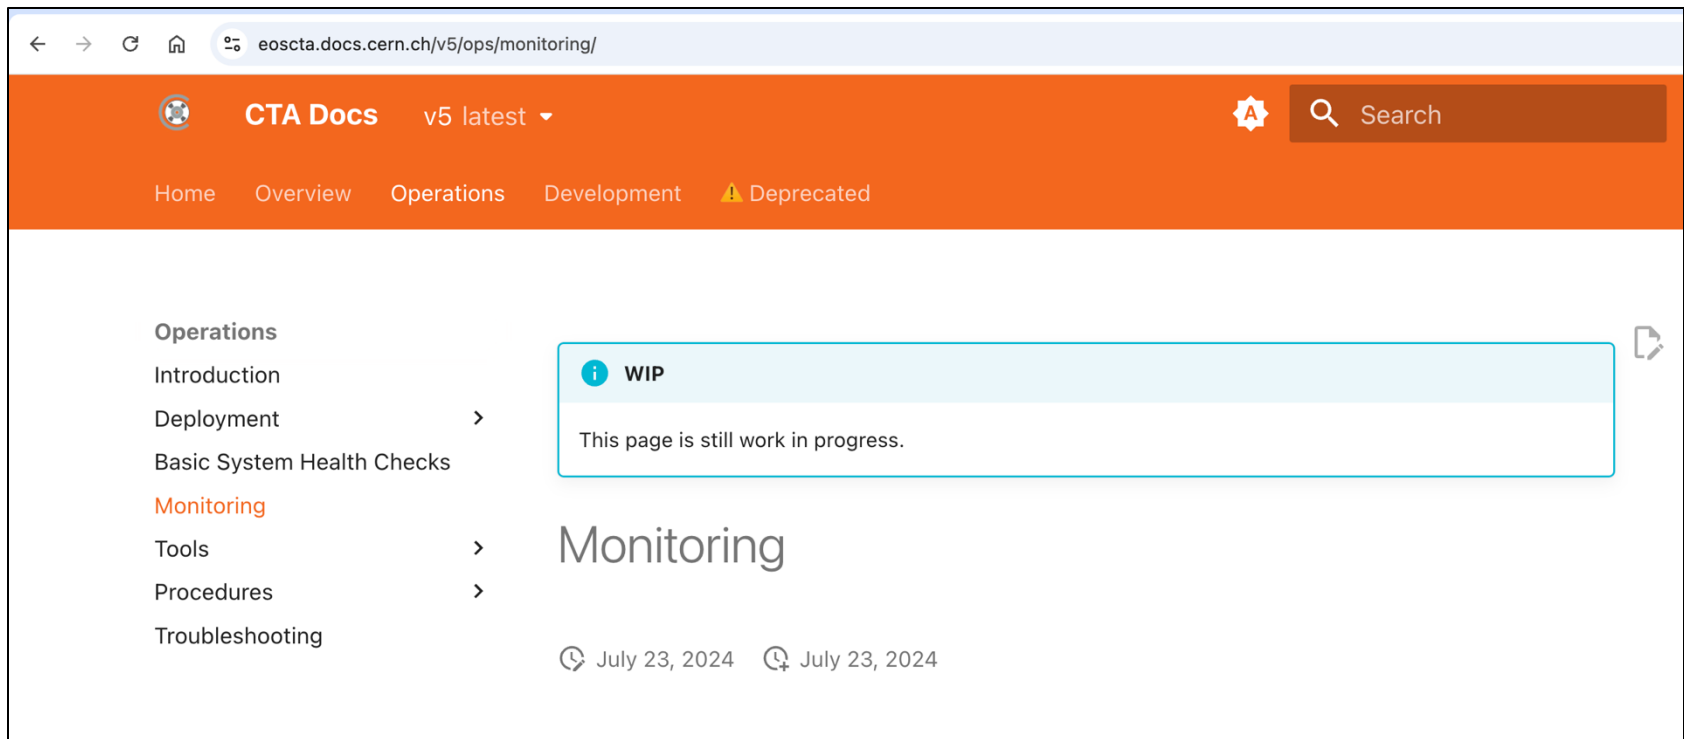 eoscta.docs.cern.ch/v5/ops/monitoring/
CTA Docs v5 latest
A
Search
Home Overview Operations Development Deprecated
Operations
Introduction
Deployment
Basic System Health Checks
Monitoring
Tools
Procedures
Troubleshooting
WIP
This page is still work in progress.
Monitoring
July 23, 2024 July 23, 2024